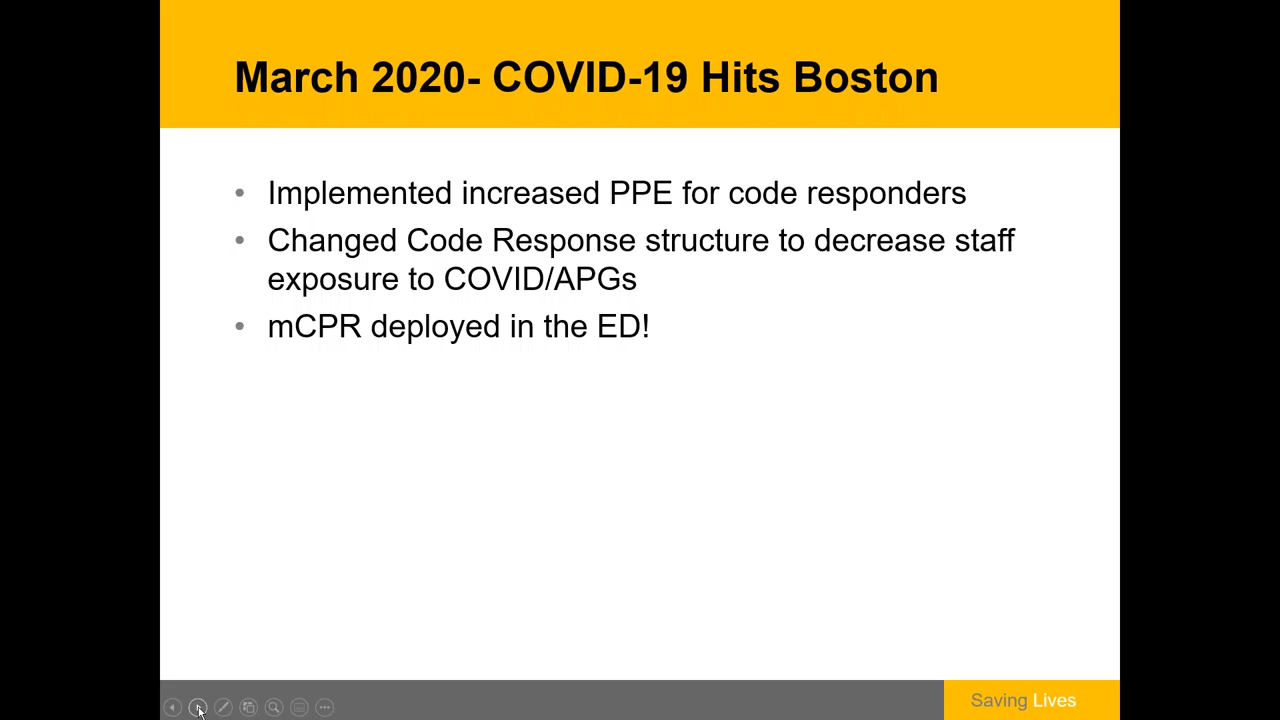 March 2020- COVID-19 Hits Boston
• Implemented increased PPE for code responders
• Changed Code Response structure to decrease staff
exposure to COVID/APGs
• mCPR deployed in the ED!
Saving Lives